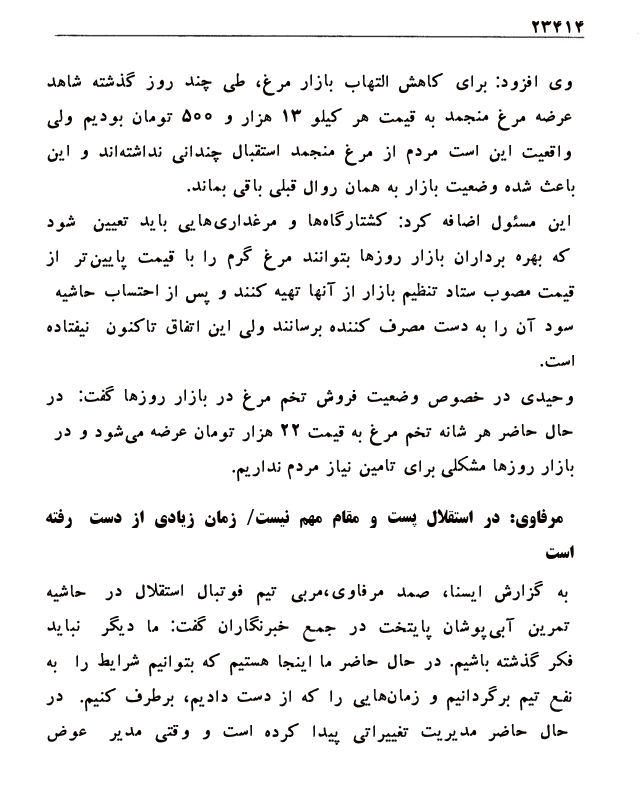 ۲۳۴۱۴
وی افزود: برای کاهش التهاب بازار مرغ، طی چند روز گذشته شاهد
عرضه مرغ منجمد به قیمت هر کیلو ۱۳ هزار و ۵۰۰ تومان بودیم ولی
واقعیت این است مردم از مرغ منجمد استقبال چندانی نداشته‌اند و این
باعث شده وضعیت بازار به همان روال قبلی باقی بماند.
این مسئول اضافه کرد: کشتارگاه‌ها و مرغداری‌هایی باید تعیین شود
که بهره برداران بازار روزها بتوانند مرغ گرم را با قیمت پایین‌تر از
قیمت مصوب ستاد تنظیم بازار از آنها تهیه کنند و پس از احتساب حاشیه
سود آن را به دست مصرف کننده برسانند ولی این اتفاق تاکنون نیفتاده
است.
وحیدی در خصوص وضعیت فروش تخم مرغ در بازار روزها گفت: در
حال حاضر هر شانه تخم مرغ به قیمت ۲۲ هزار تومان عرضه می‌شود و در
بازار روزها مشکلی برای تامین نیاز مردم نداریم.
مرفاوی: در استقلال پست و مقام مهم نیست/ زمان زیادی از دست رفته
است
به گزارش ایسنا، صمد مرفاوی،مربی تیم فوتبال استقلال در حاشیه
تمرین آبی‌پوشان پایتخت در جمع خبرنگاران گفت: ما دیگر نباید
فکر گذشته باشیم. در حال حاضر ما اینجا هستیم که بتوانیم شرایط را به
نفع تیم برگردانیم و زمان‌هایی را که از دست دادیم، برطرف کنیم. در
حال حاضر مدیریت تغییراتی پیدا کرده است و وقتی مدیر عوض